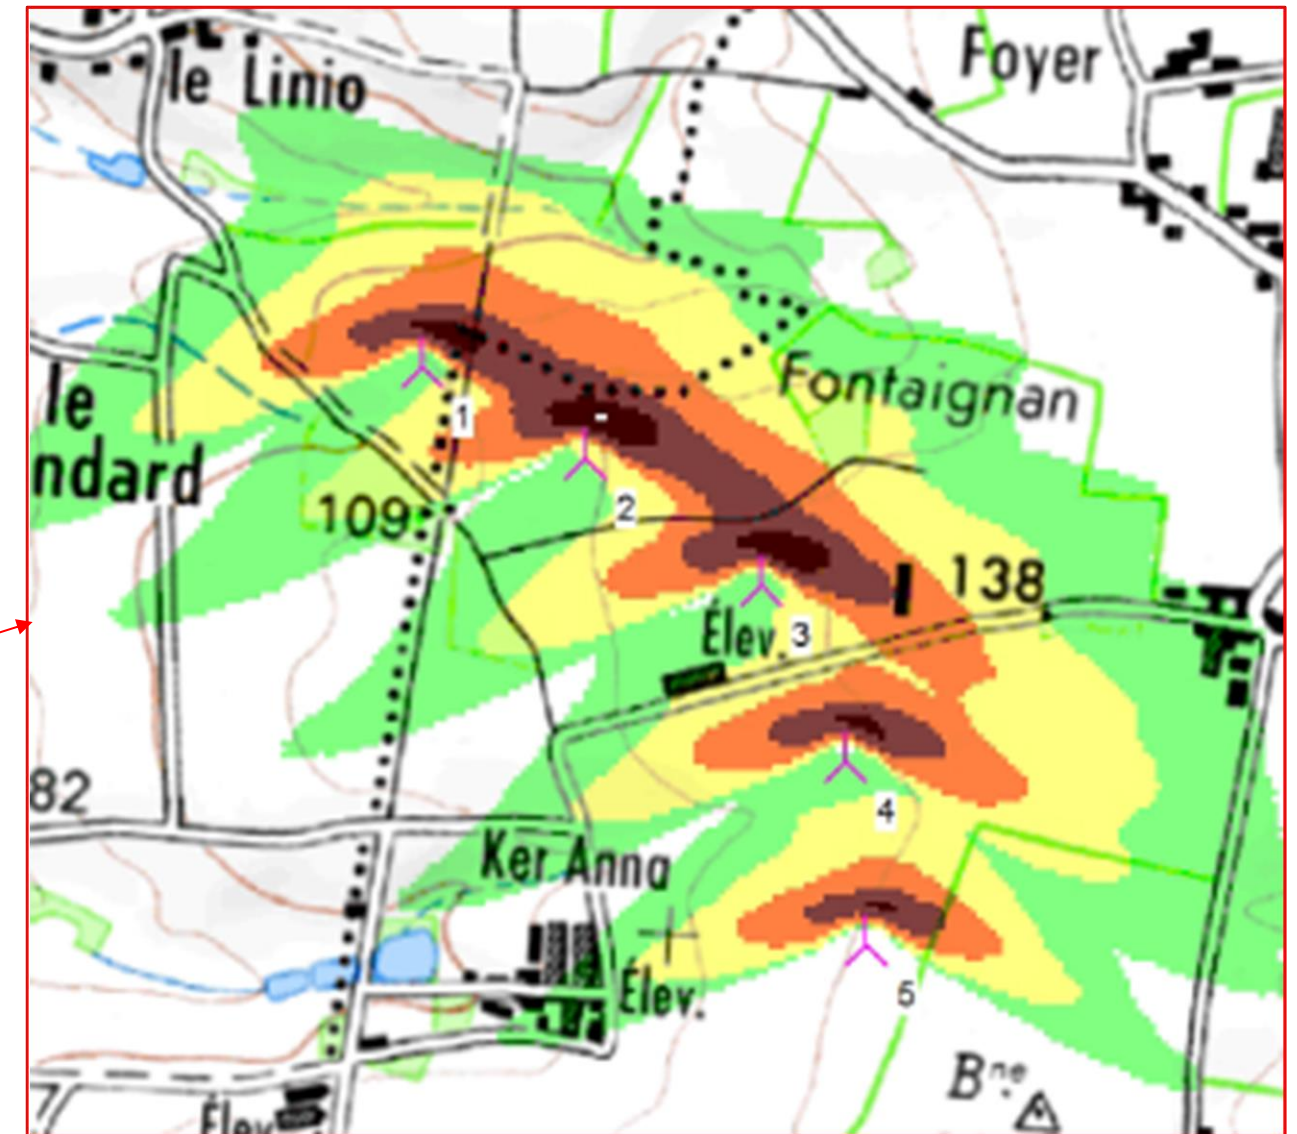 Foyer
le Linio
Fontaignan
le
ndard
1
109
2
138
Élev.
3
82
4
Ker Anna
Élev.
5
Bne.
Élev